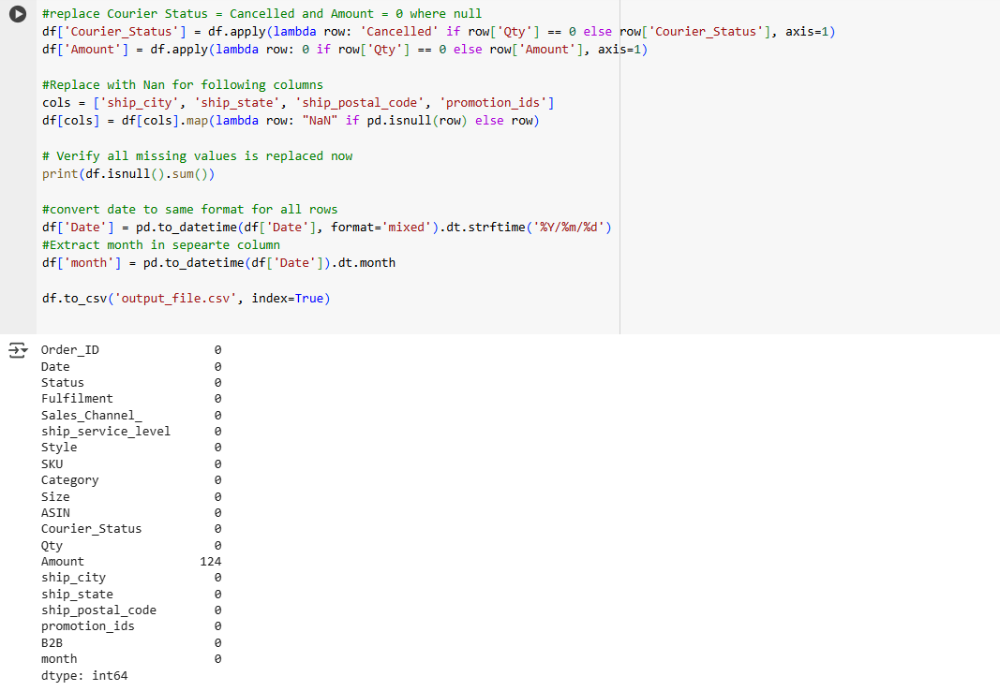 #replace Courier Status = Cancelled and Amount = 0 where null
df['Courier_Status'] = df.apply(lambda row: 'Cancelled' if row['Qty'] == 0 else row['Courier_Status'], axis=1)
df['Amount'] = df.apply(lambda row: 0 if row['Qty'] == 0 else row['Amount'], axis=1)
#Replace with Nan for following columns
cols = ['ship_city', 'ship_state', 'ship_postal_code', 'promotion_ids']
df[cols] = df[cols].map(lambda row: "NaN" if pd.isnull(row) else row)
# Verify all missing values is replaced now
print(df.isnull().sum())
#convert date to same format for all rows
df['Date'] = pd.to_datetime(df['Date'], format='mixed').dt.strftime('%Y/%m/%d')
#Extract month in sepearte column
df['month'] = pd.to_datetime(df['Date']).dt.month
df.to_csv('output_file.csv', index=True)
Order_ID 0
Date 0
Status 0
Fulfilment 0
Sales_Channel_ 0
ship_service_level 0
Style 0
SKU 0
Category 0
Size 0
ASIN 0
Courier_Status 0
Qty 0
Amount 124
ship_city 0
ship_state 0
ship_postal_code 0
promotion_ids 0
B2B 0
month 0
dtype: int64